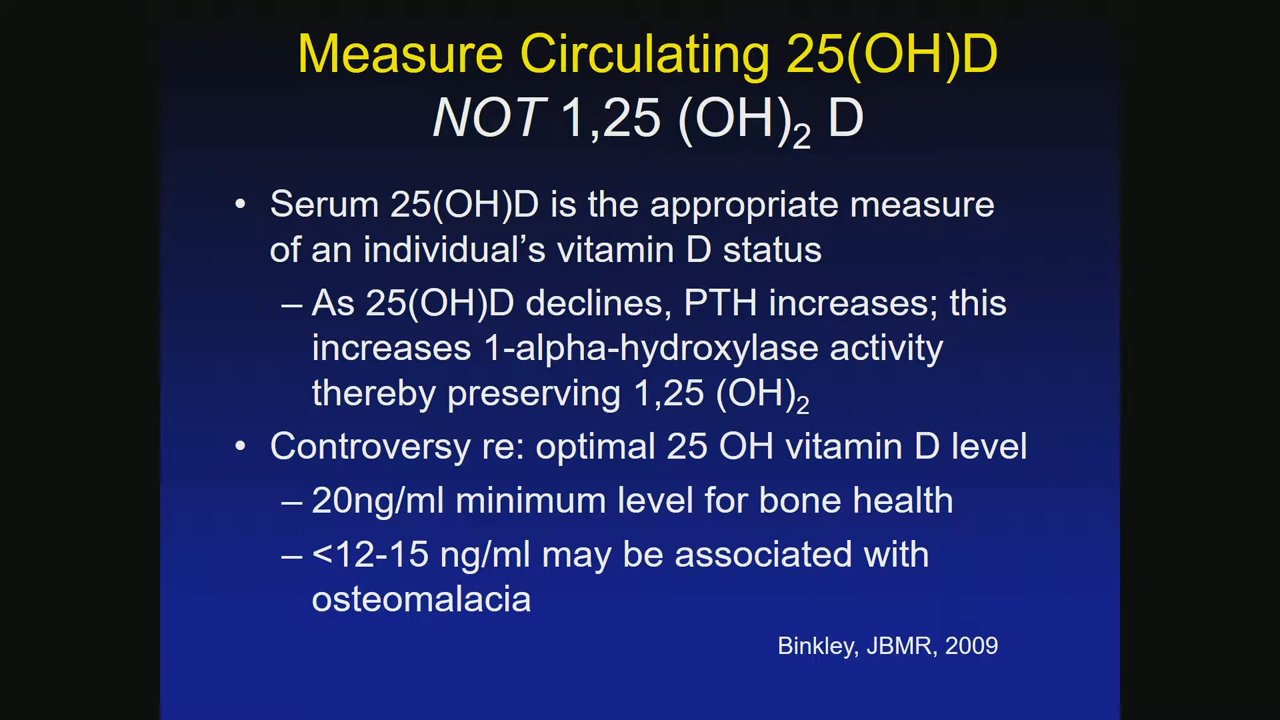 Measure Circulating 25(OH)D
NOT 1,25 (OH)₂ D
• Serum 25(OH)D is the appropriate measure
of an individual’s vitamin D status
– As 25(OH)D declines, PTH increases; this
increases 1-alpha-hydroxylase activity
thereby preserving 1,25 (OH)₂
• Controversy re: optimal 25 OH vitamin D level
– 20ng/ml minimum level for bone health
– <12-15 ng/ml may be associated with
osteomalacia
Binkley, JBMR, 2009